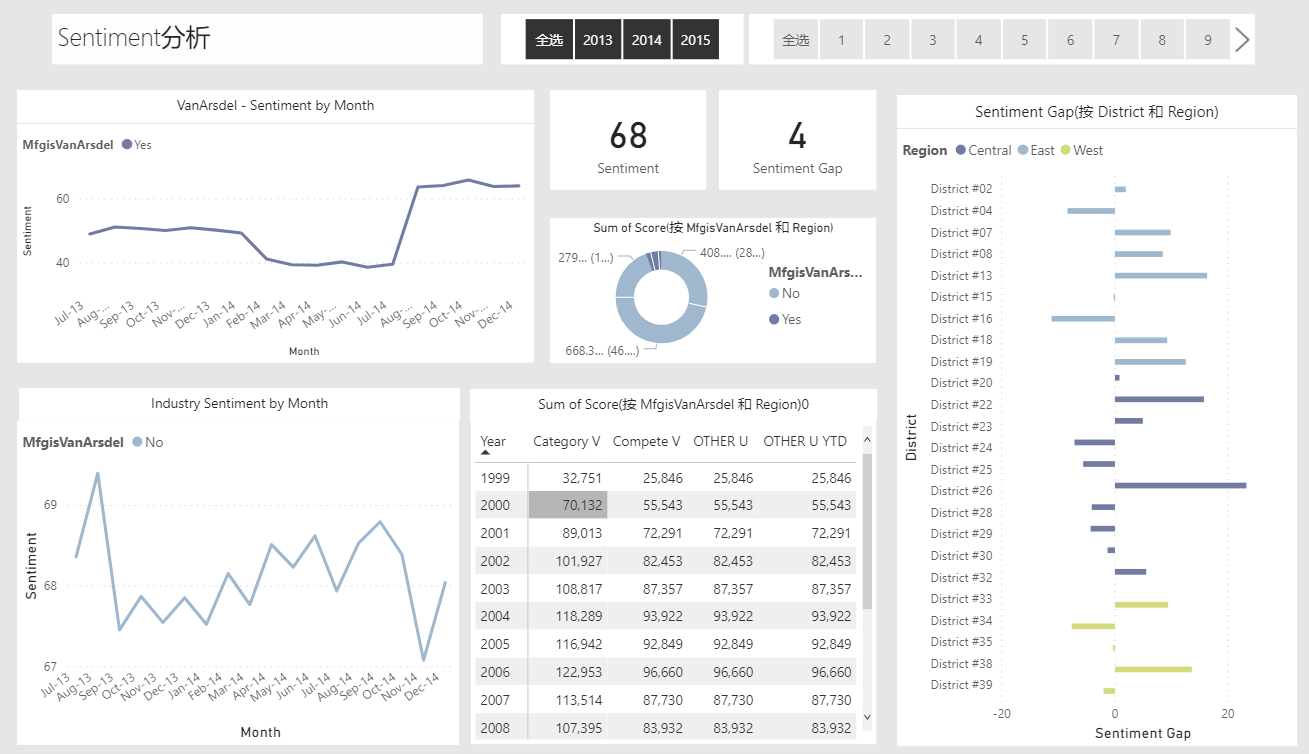 Sentiment分析
全选 2013 2014 2015
全选 1 2 3 4 5 6 7 8 9
VanArsdel - Sentiment by Month
MfgisVanArsdel Yes
Sentiment
60
40
Jul-13 Aug-... Sep-13 Oct-13 Nov-... Dec-13 Jan-14 Feb-14 Mar-14 Apr-14 May-... Jun-14 Jul-14 Aug-... Sep-14 Oct-14 Nov-... Dec-14
Month
68
Sentiment
4
Sentiment Gap
Sum of Score(按 MfgisVanArsdel 和 Region)
279.... (1...)
408.... (28...)
668.3... (46....)
MfgisVanArs...
No
Yes
Sentiment Gap(按 District 和 Region)
Region Central East West
District
District #02
District #04
District #07
District #08
District #13
District #15
District #16
District #18
District #19
District #20
District #22
District #23
District #24
District #25
District #26
District #28
District #29
District #30
District #32
District #33
District #34
District #35
District #38
District #39
-20 0 20
Sentiment Gap
Industry Sentiment by Month
MfgisVanArsdel No
Sentiment
69
68
67
Jul-13 Aug-13 Sep-13 Oct-13 Nov-13 Dec-13 Jan-14 Feb-14 Mar-14 Apr-14 May-14 Jun-14 Jul-14 Aug-14 Sep-14 Oct-14 Nov-14 Dec-14
Month
Sum of Score(按 MfgisVanArsdel 和 Region)0
Year Category V Compete V OTHER U OTHER U YTD
1999 32,751 25,846 25,846 25,846
2000 70,132 55,543 55,543 55,543
2001 89,013 72,291 72,291 72,291
2002 101,927 82,453 82,453 82,453
2003 108,817 87,357 87,357 87,357
2004 118,289 93,922 93,922 93,922
2005 116,942 92,849 92,849 92,849
2006 122,953 96,660 96,660 96,660
2007 113,514 87,730 87,730 87,730
2008 107,395 83,932 83,932 83,932